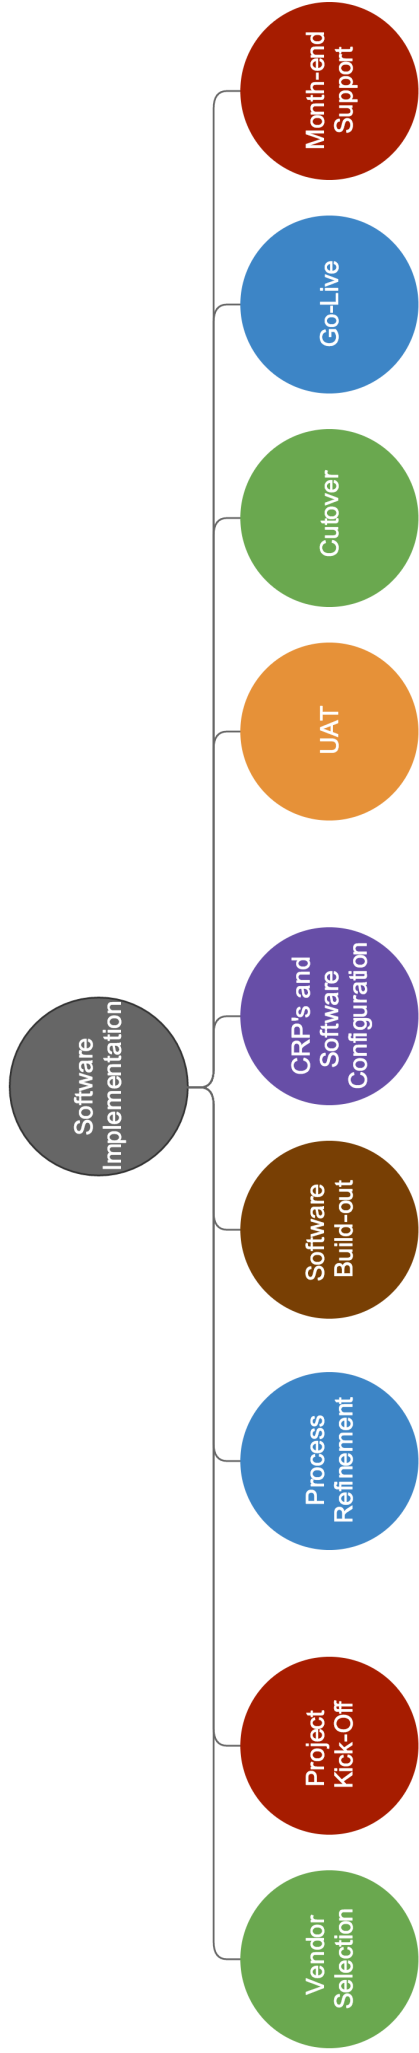 Software
Implementation
Vendor
Selection
Project
Kick-Off
Process
Refinement
Software
Build-out
CRP's and
Software
Configuration
UAT
Cutover
Go-Live
Month-end
Support